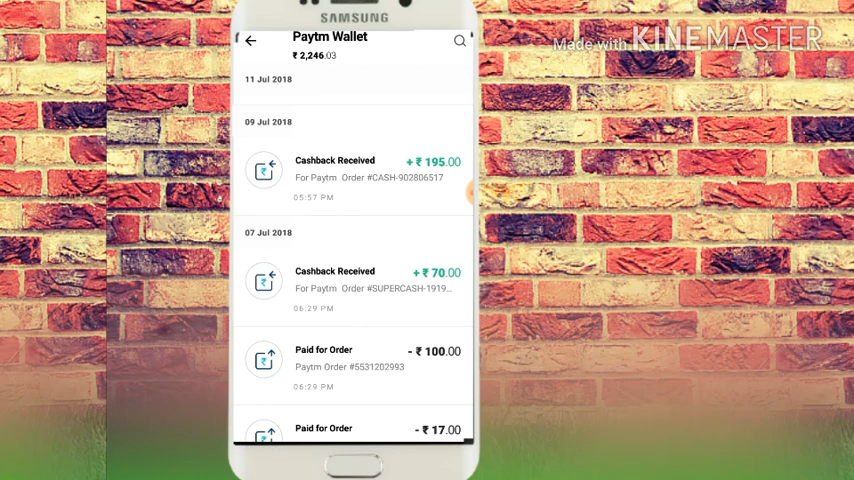 SAMSUNG
Paytm Wallet
₹ 2,246.03
Made with KINEMASTER
11 Jul 2018
09 Jul 2018
Cashback Received + ₹ 195.00
For Paytm Order #CASH-902806517
05:57 PM
07 Jul 2018
Cashback Received + ₹ 70.00
For Paytm Order #SUPERCASH-1919...
06:29 PM
Paid for Order - ₹ 100.00
Paytm Order #5531202993
06:29 PM
Paid for Order - ₹ 17.00